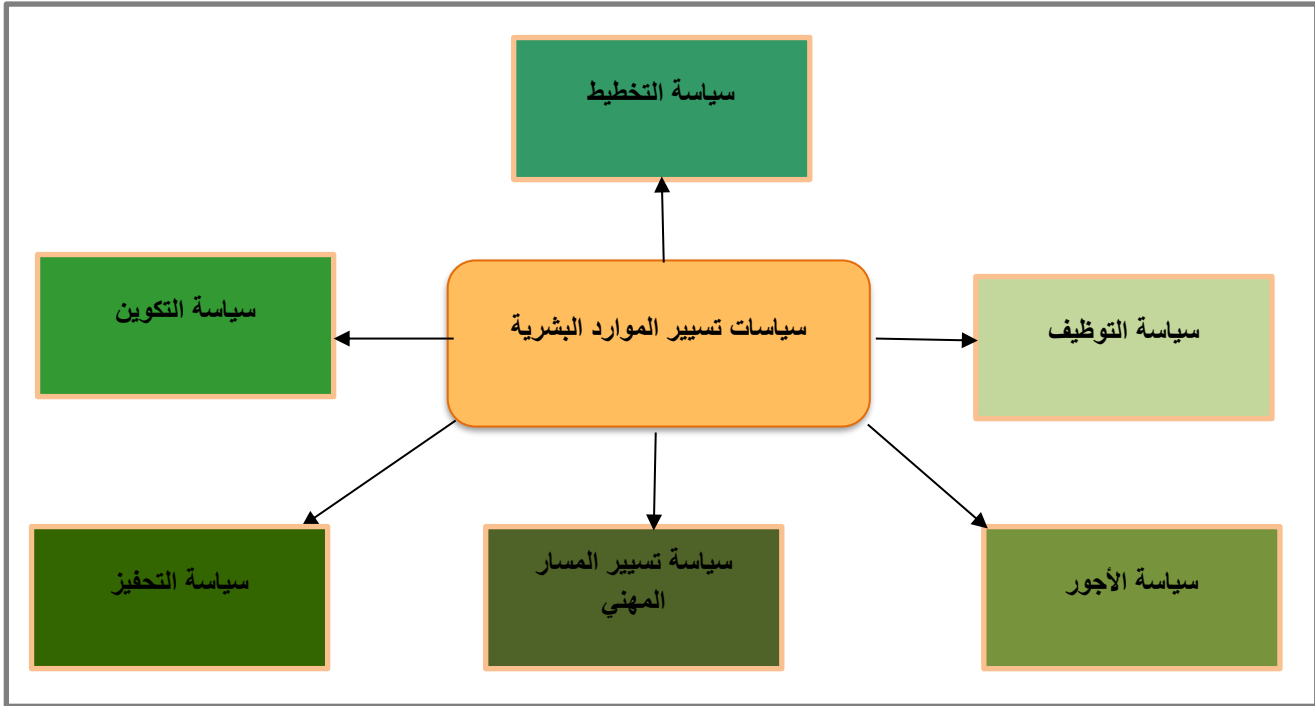 سياسة التخطيط
سياسة التوظيف
سياسات تسيير الموارد البشرية
سياسة التكوين
سياسة الأجور
سياسة تسيير المسار
المهني
سياسة التحفيز